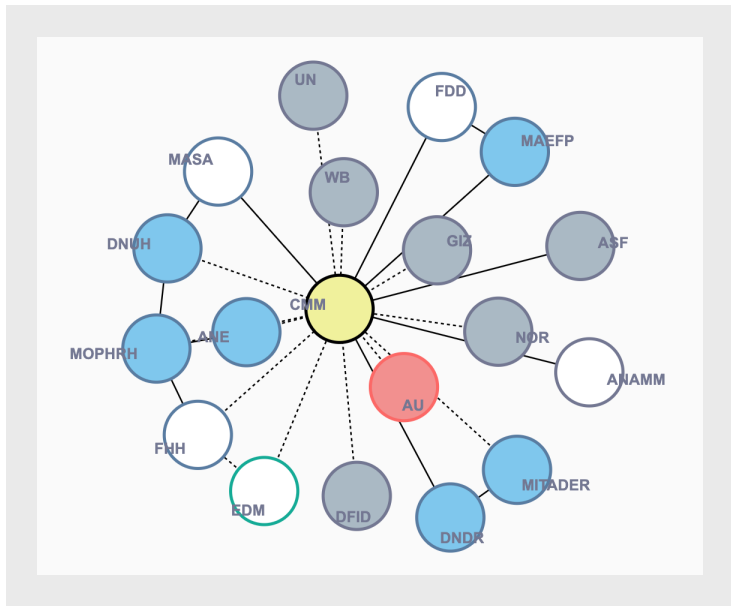 UN
FDD
MAEFP
MASA
WB
DNUH
GIZ
ASF
CMM
ANE
NOR
MOPHRH
ANAMM
AU
FHH
MITADER
EDM
DFID
DNDR